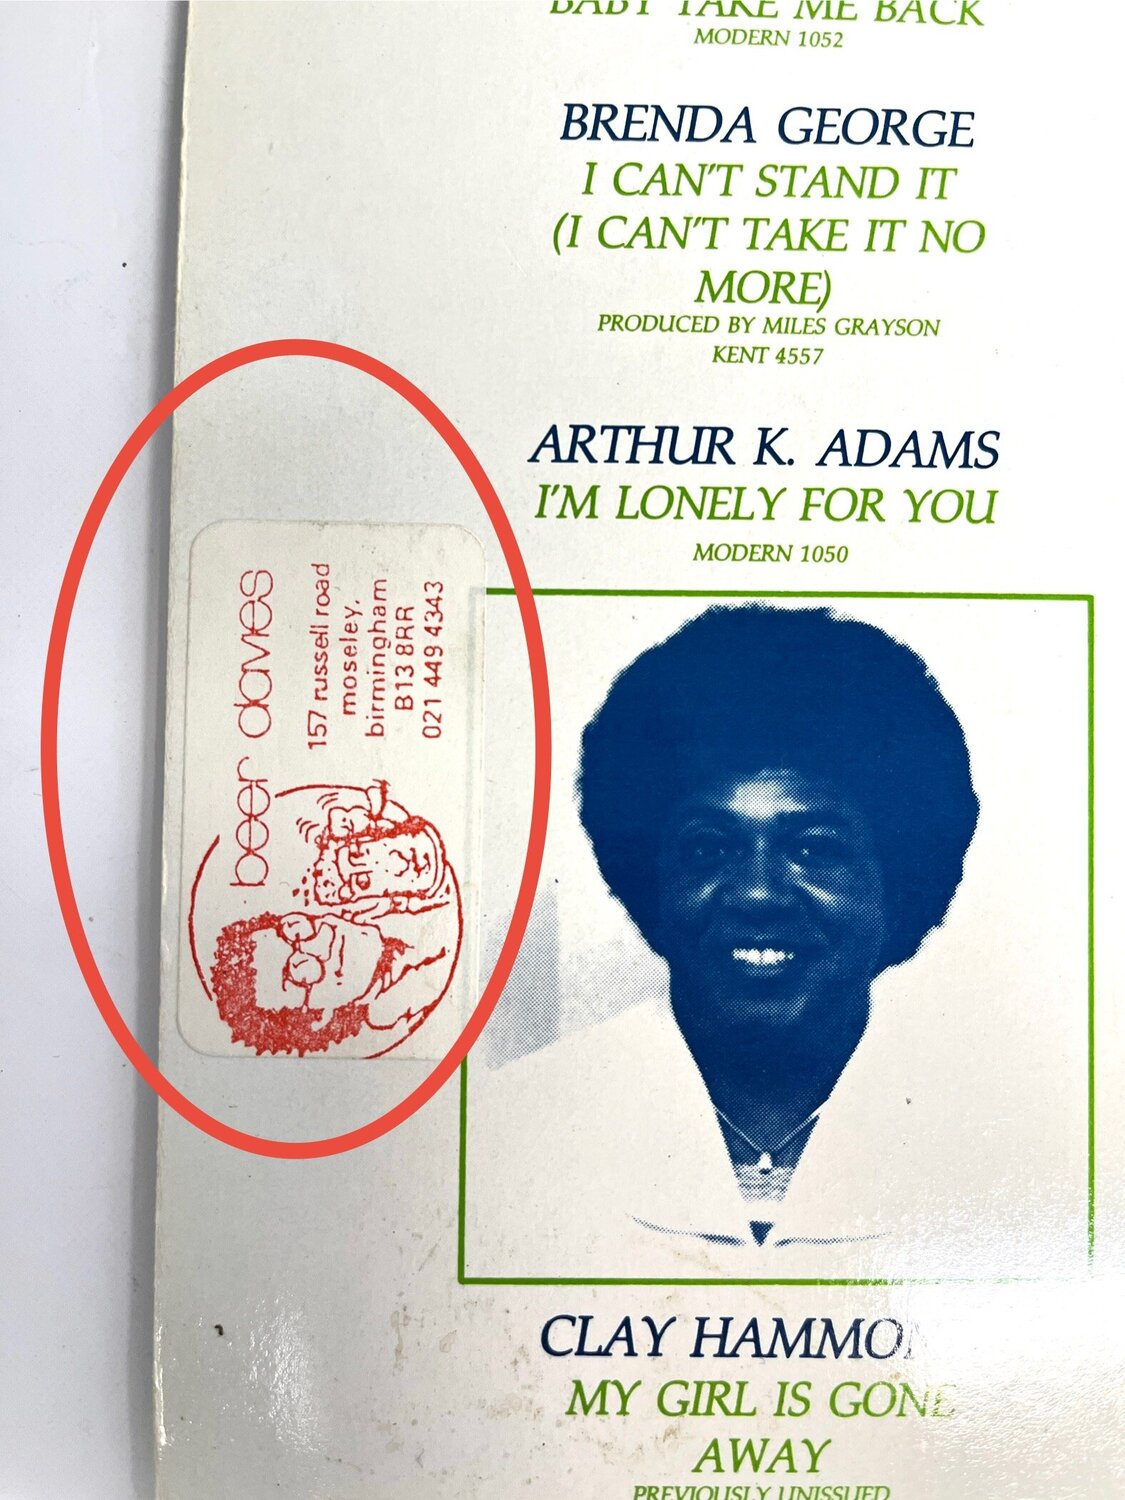 BABY TAKE ME BACK
MODERN 1052
BRENDA GEORGE
I CAN'T STAND IT
(I CAN'T TAKE IT NO
MORE)
PRODUCED BY MILES GRAYSON
KENT 4557
ARTHUR K. ADAMS
I'M LONELY FOR YOU
MODERN 1050
beer davies
157 russell road
moseley,
birmingham
B13 8RR
021 449 4343
CLAY HAMMO
MY GIRL IS GONE
AWAY
PREVIOUSLY UNISSUED